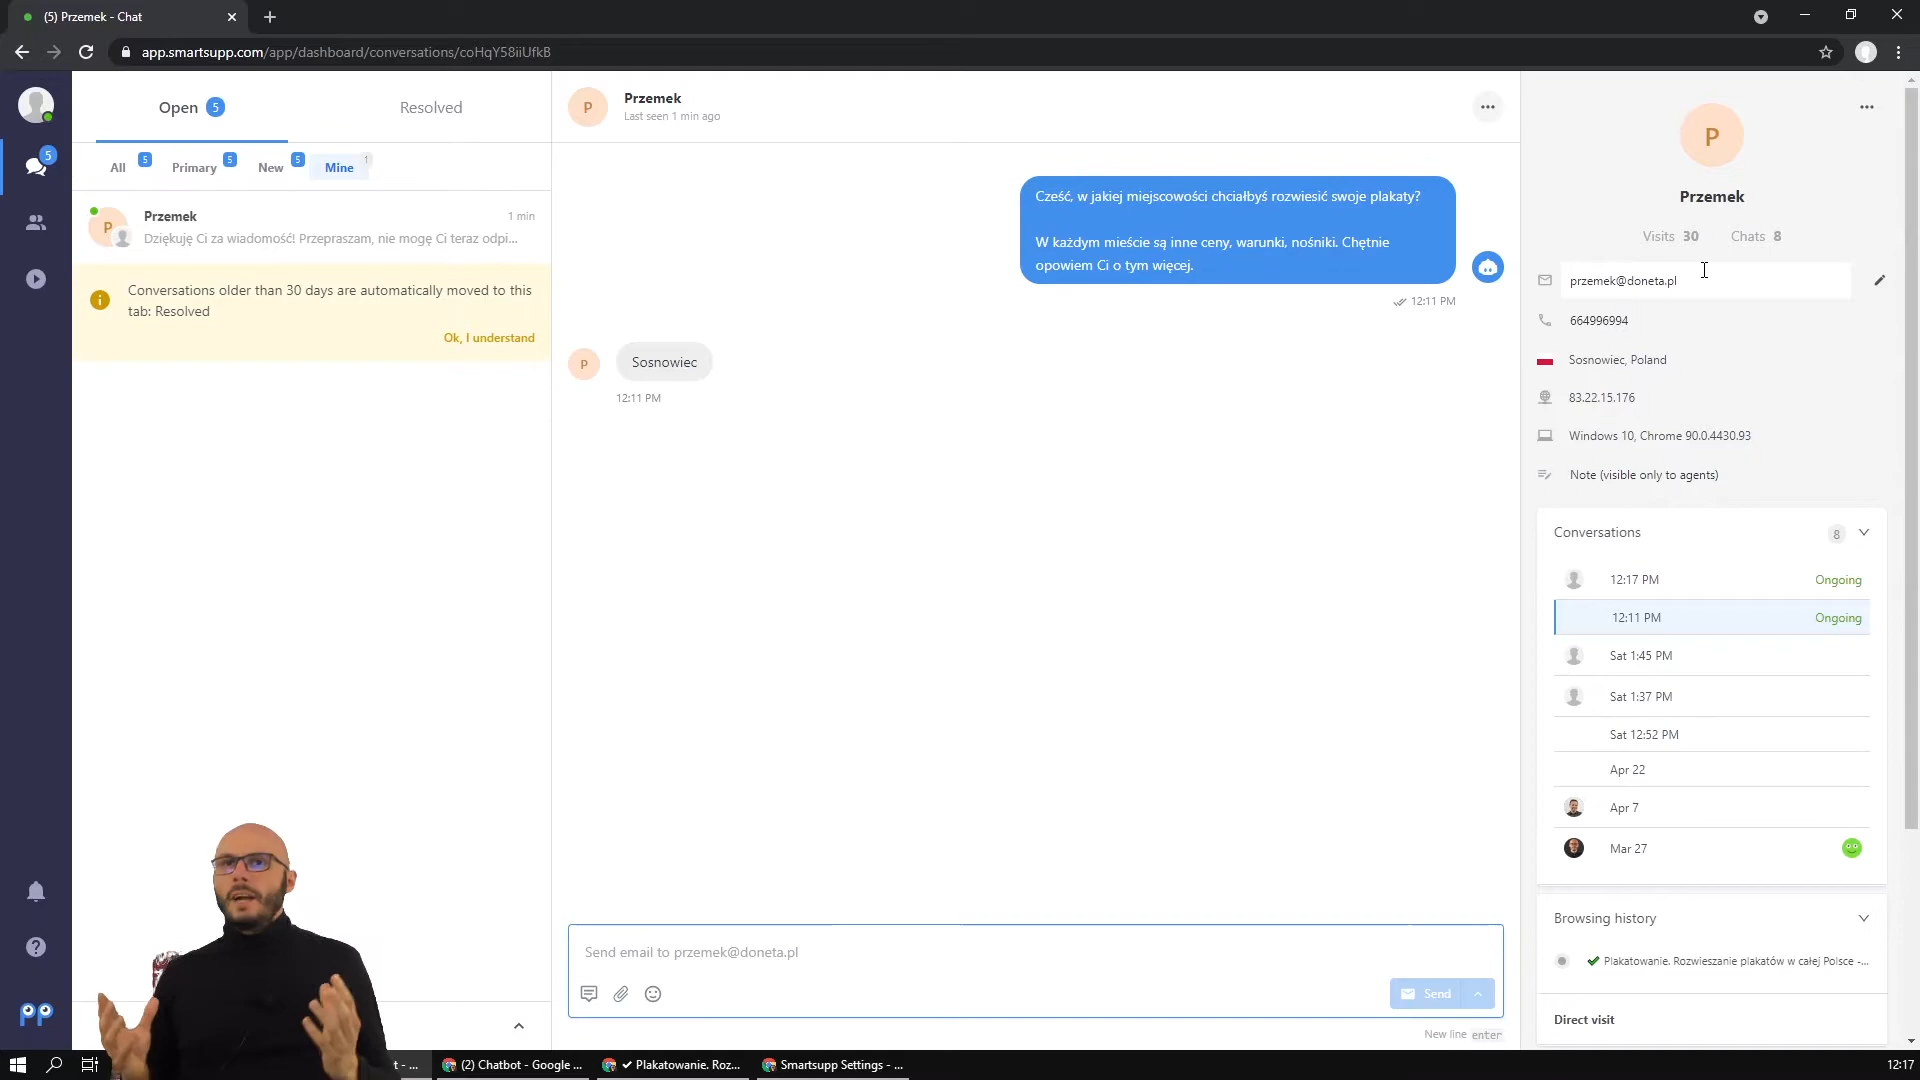 (5) Przemek - Chat
app.smartsupp.com/app/dashboard/conversations/coHqY58iiUfkB
5
Open 5
Resolved
All 5
Primary 5
New 5
Mine 1
P
Przemek
1 min
Dziękuję Ci za wiadomość! Przepraszam, nie mogę Ci teraz odpi...
Conversations older than 30 days are automatically moved to this
tab: Resolved
Ok, I understand
P
Przemek
Last seen 1 min ago
Cześć, w jakiej miejscowości chciałbyś rozwiesić swoje plakaty?
W każdym mieście są inne ceny, warunki, nośniki. Chętnie
opowiem Ci o tym więcej.
12:11 PM
P
Sosnowiec
12:11 PM
Send email to przemek@doneta.pl
Send
New line enter
P
Przemek
Visits 30 Chats 8
przemek@doneta.pl
664996994
Sosnowiec, Poland
83.22.15.176
Windows 10, Chrome 90.0.4430.93
Note (visible only to agents)
Conversations 8
12:17 PM Ongoing
12:11 PM Ongoing
Sat 1:45 PM
Sat 1:37 PM
Sat 12:52 PM
Apr 22
Apr 7
Mar 27
Browsing history
Plakatowanie. Rozwieszanie plakatów w całej Polsce -...
Direct visit
t - ...
(2) Chatbot - Google ...
✔ Plakatowanie. Roz...
Smartsupp Settings - ...
12:17